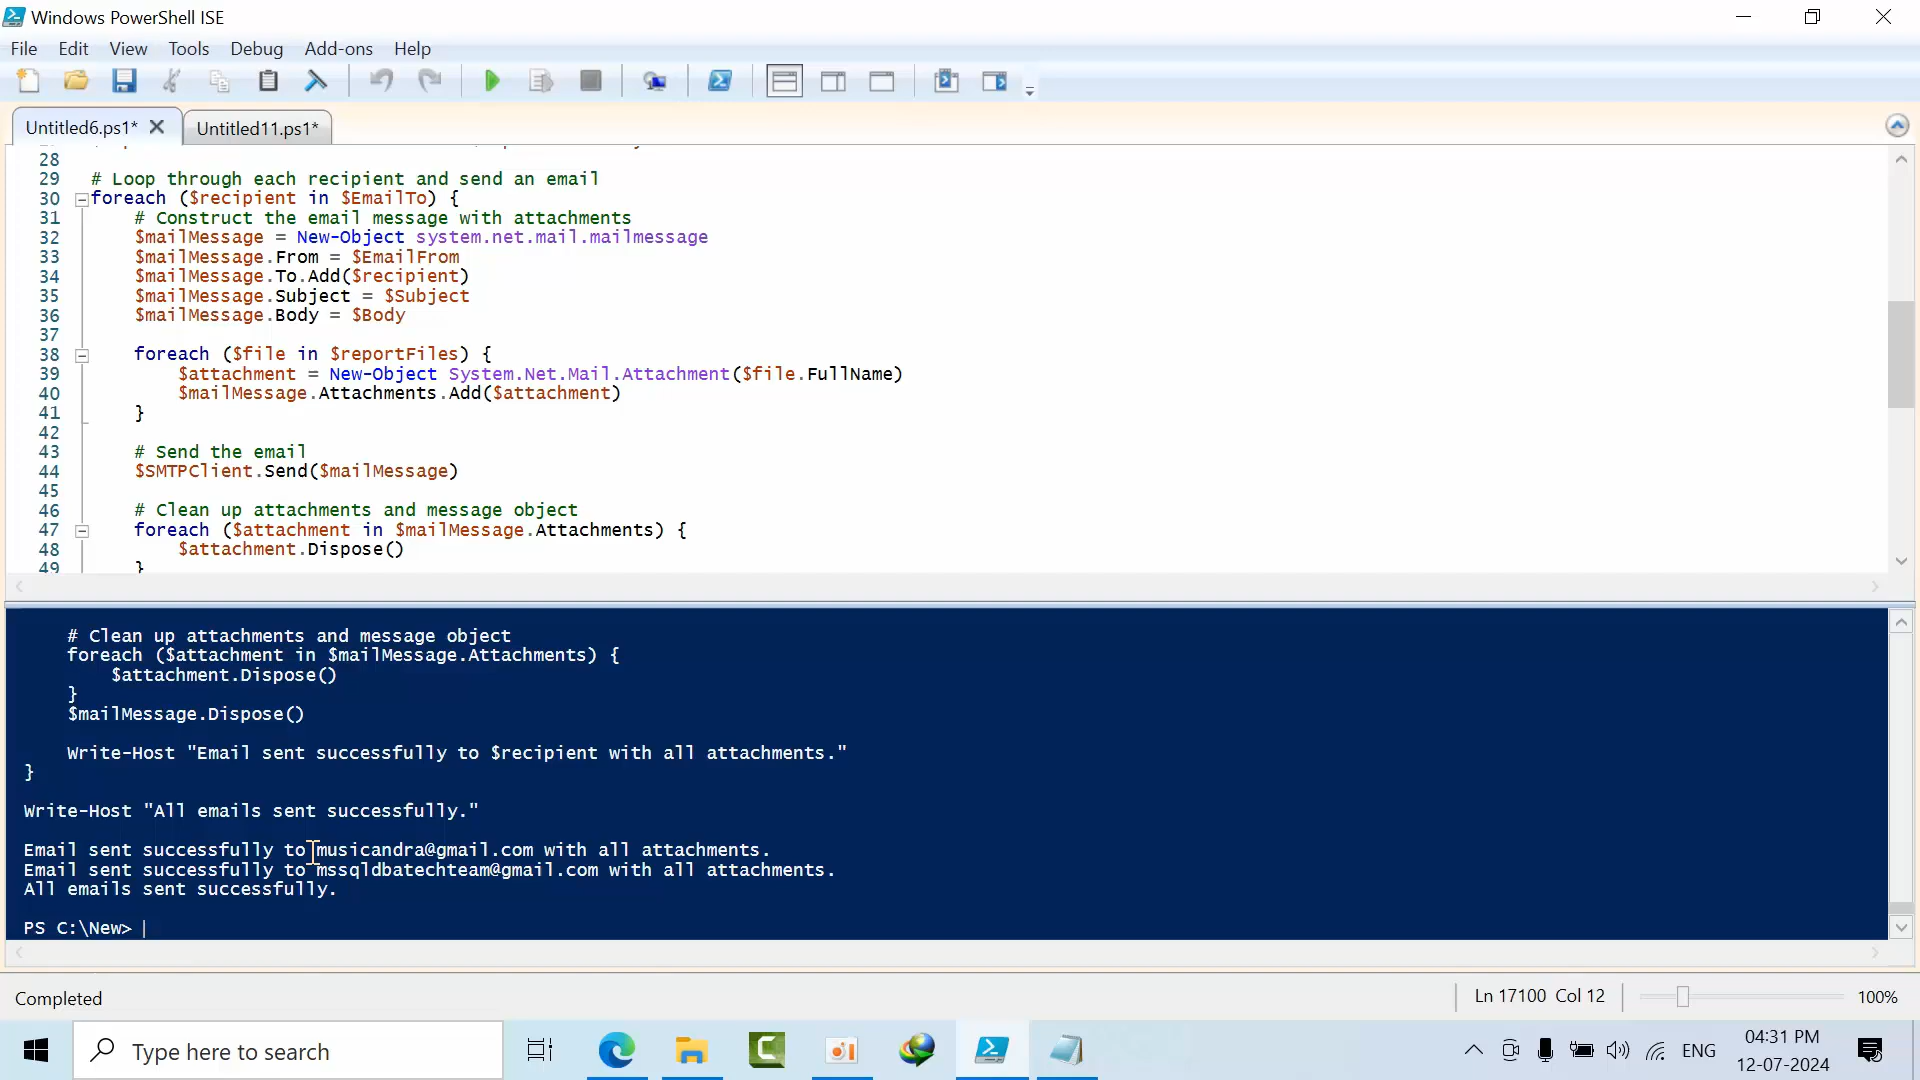 Windows PowerShell ISE
File Edit View Tools Debug Add-ons Help
Untitled6.ps1* Untitled11.ps1*
28
29 # Loop through each recipient and send an email
30 foreach ($recipient in $EmailTo) {
31 # Construct the email message with attachments
32 $mailMessage = New-Object system.net.mail.mailmessage
33 $mailMessage.From = $EmailFrom
34 $mailMessage.To.Add($recipient)
35 $mailMessage.Subject = $Subject
36 $mailMessage.Body = $Body
37
38 foreach ($file in $reportFiles) {
39 $attachment = New-Object System.Net.Mail.Attachment($file.FullName)
40 $mailMessage.Attachments.Add($attachment)
41 }
42
43 # Send the email
44 $SMTPClient.Send($mailMessage)
45
46 # Clean up attachments and message object
47 foreach ($attachment in $mailMessage.Attachments) {
48 $attachment.Dispose()
49 }
# Clean up attachments and message object
foreach ($attachment in $mailMessage.Attachments) {
$attachment.Dispose()
}
$mailMessage.Dispose()
Write-Host "Email sent successfully to $recipient with all attachments."
}
Write-Host "All emails sent successfully."
Email sent successfully to musicandra@gmail.com with all attachments.
Email sent successfully to mssqldbatechteam@gmail.com with all attachments.
All emails sent successfully.
PS C:\New>
Completed Ln 17100 Col 12 100%
Type here to search ENG 04:31 PM
12-07-2024